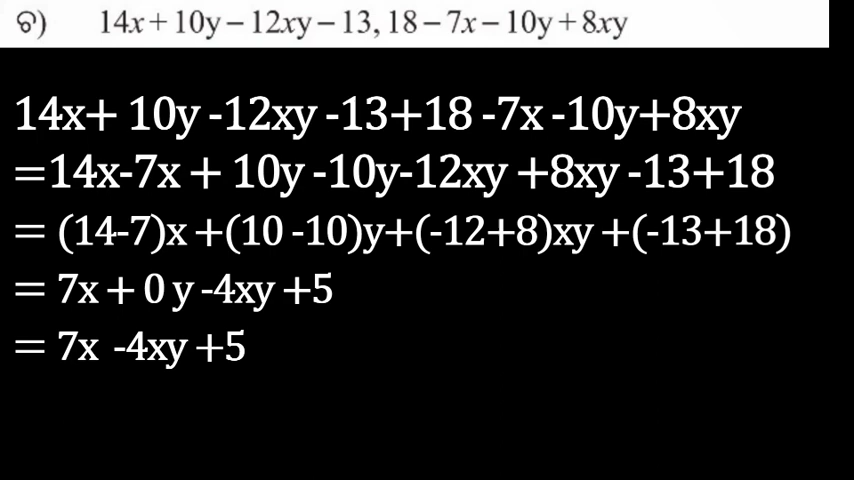 ଚ) 14x + 10y − 12xy − 13, 18 − 7x − 10y + 8xy
14x+ 10y -12xy -13+18 -7x -10y+8xy
=14x-7x + 10y -10y-12xy +8xy -13+18
= (14-7)x +(10 -10)y+(-12+8)xy +(-13+18)
= 7x + 0 y -4xy +5
= 7x -4xy +5